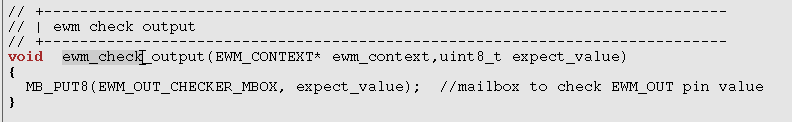 // +--------------------------------------------------------------------------------
// | ewm check output
// +--------------------------------------------------------------------------------
void  ewm_check_output(EWM_CONTEXT* ewm_context,uint8_t expect_value)
{
  MB_PUT8(EWM_OUT_CHECKER_MBOX, expect_value);  //mailbox to check EWM_OUT pin value
}